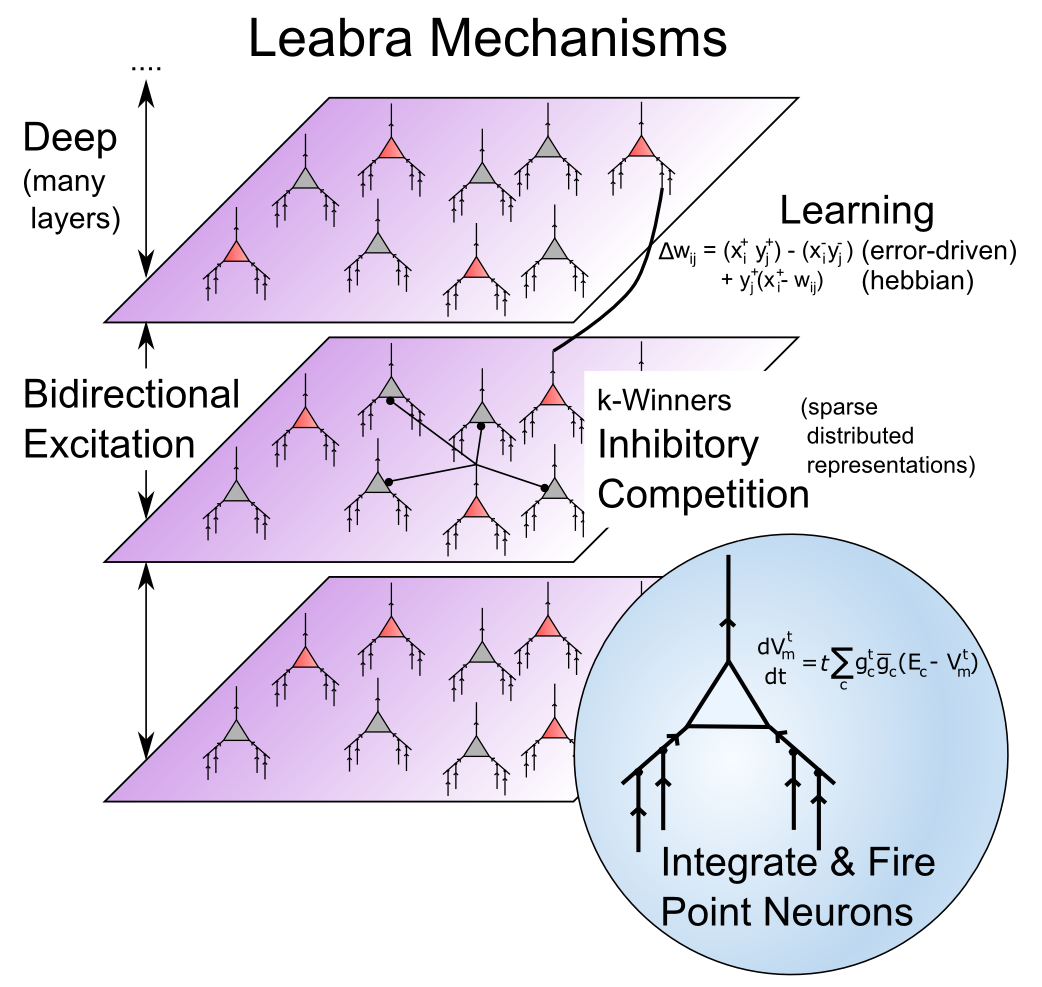 Leabra Mechanisms
....
Deep
(many
layers)
Learning
Δwᵢⱼ = (xᵢ⁺ yⱼ⁺) - (xᵢ⁻yⱼ⁻) (error-driven)
+ yⱼ⁺(xᵢ⁺- wᵢⱼ) (hebbian)
Bidirectional
Excitation
k-Winners
Inhibitory
Competition
(sparse
distributed
representations)
dVₘᵗ
dt
= t∑c gcᵗ g̅c(Ec- Vₘᵗ)
Integrate & Fire
Point Neurons